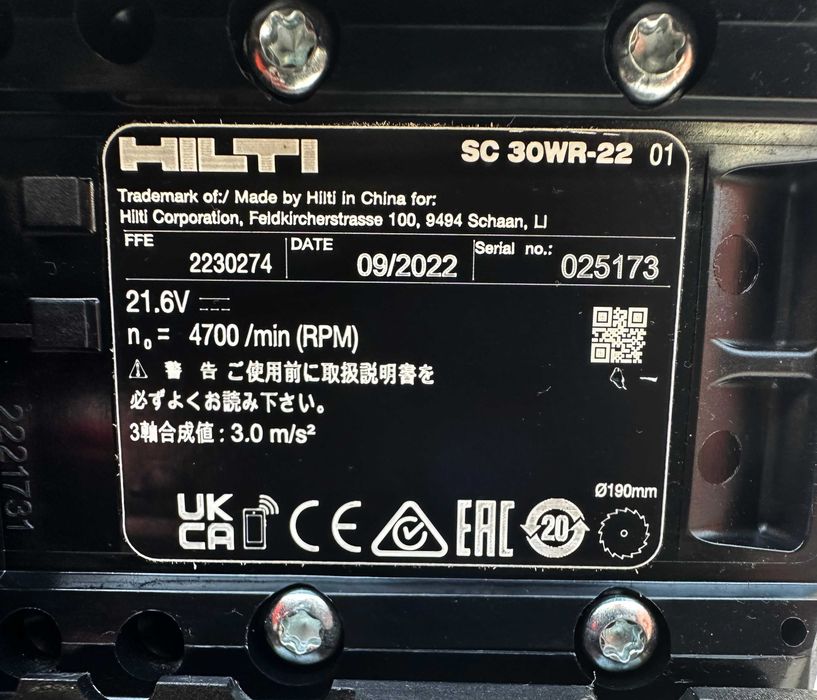 HILTI
SC 30WR-22 01
Trademark of:/ Made by Hilti in China for:
Hilti Corporation, Feldkircherstrasse 100, 9494 Schaan, LI
FFE 2230274
DATE 09/2022
Serial no.: 025173
21.6V
n₀= 4700 /min (RPM)
警 告 ご使用前に取扱説明書を
必ずよくお読み下さい。
3軸合成値 : 3.0 m/s²
Ø190mm
UK
CA
CE
EAC
20
2221731